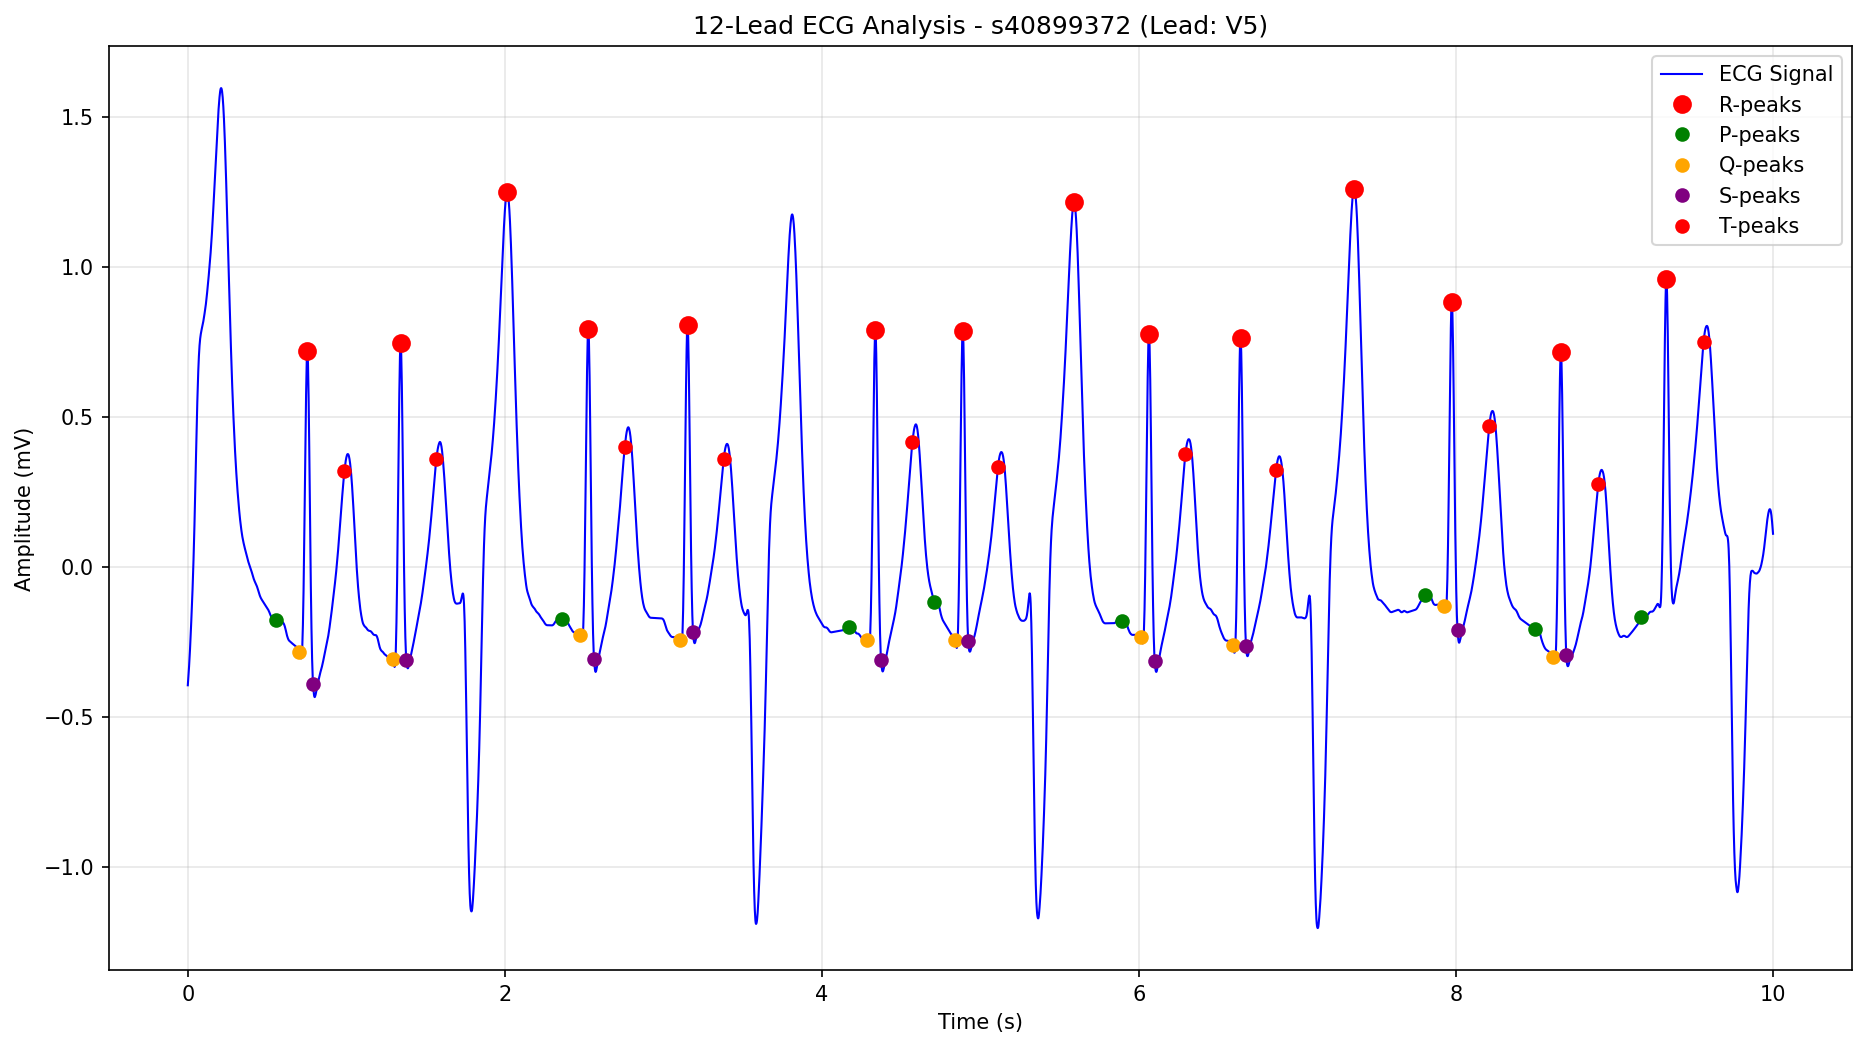 12-Lead ECG Analysis - s40899372 (Lead: V5)
ECG Signal
R-peaks
P-peaks
Q-peaks
S-peaks
T-peaks
Amplitude (mV)
1.5
1.0
0.5
0.0
−0.5
−1.0
0 2 4 6 8 10
Time (s)